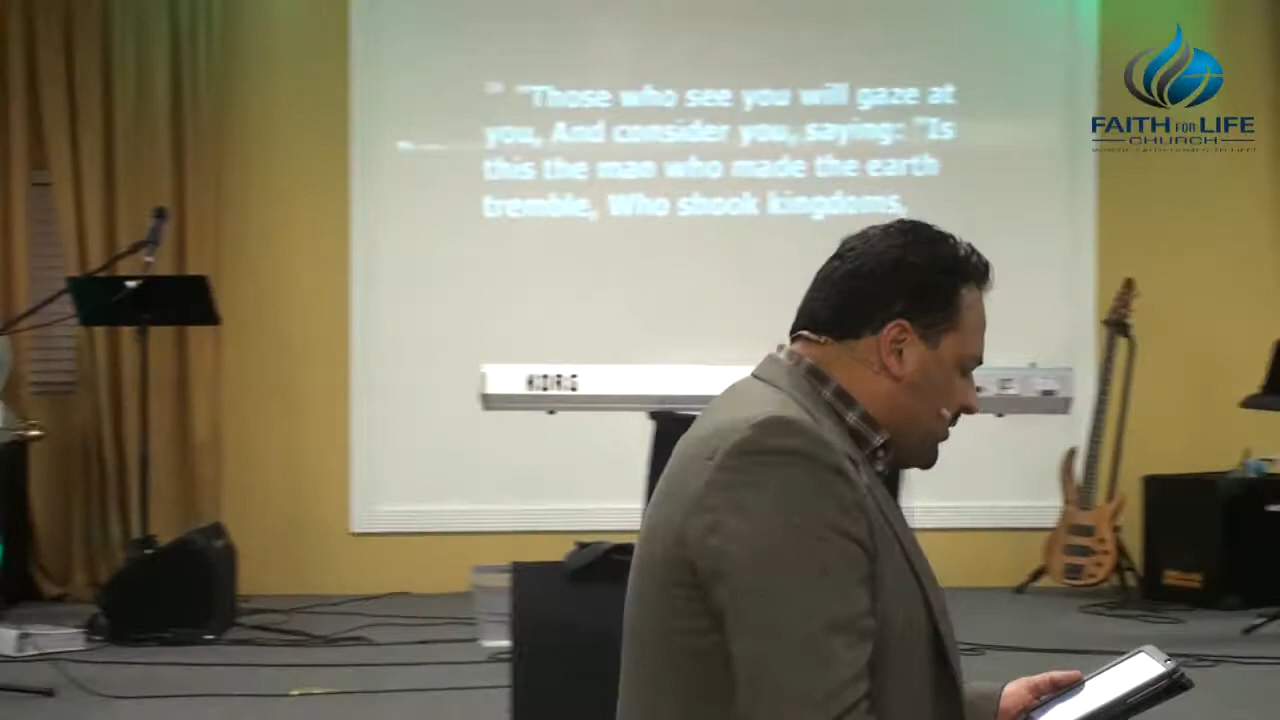 " "Those who see you will gaze at
you, And consider you, saying: "Is
this the man who made the earth
tremble, Who shook kingdoms,
FAITH FOR LIFE
CHURCH
KORG